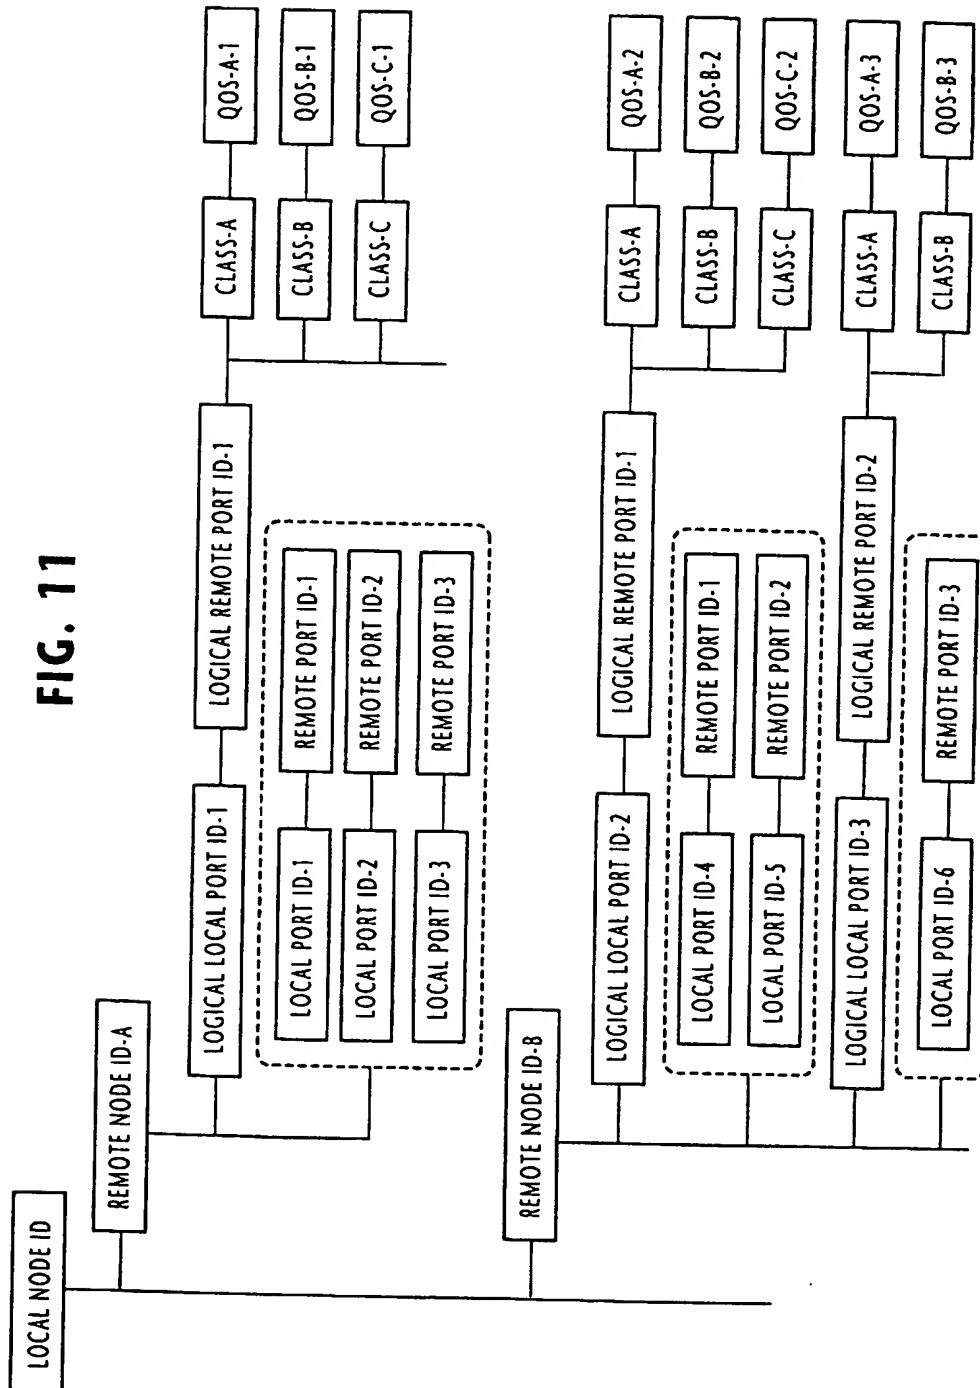 FIG. 11
LOCAL NODE ID
REMOTE NODE ID-A
LOGICAL LOCAL PORT ID-1
LOGICAL REMOTE PORT ID-1
CLASS-A
QOS-A-1
CLASS-B
QOS-B-1
CLASS-C
QOS-C-1
LOCAL PORT ID-1
REMOTE PORT ID-1
LOCAL PORT ID-2
REMOTE PORT ID-2
LOCAL PORT ID-3
REMOTE PORT ID-3
REMOTE NODE ID-B
LOGICAL LOCAL PORT ID-2
LOGICAL REMOTE PORT ID-1
CLASS-A
QOS-A-2
CLASS-B
QOS-B-2
CLASS-C
QOS-C-2
LOCAL PORT ID-4
REMOTE PORT ID-1
LOCAL PORT ID-5
REMOTE PORT ID-2
LOGICAL LOCAL PORT ID-3
LOGICAL REMOTE PORT ID-2
CLASS-A
QOS-A-3
CLASS-B
QOS-B-3
LOCAL PORT ID-6
REMOTE PORT ID-3